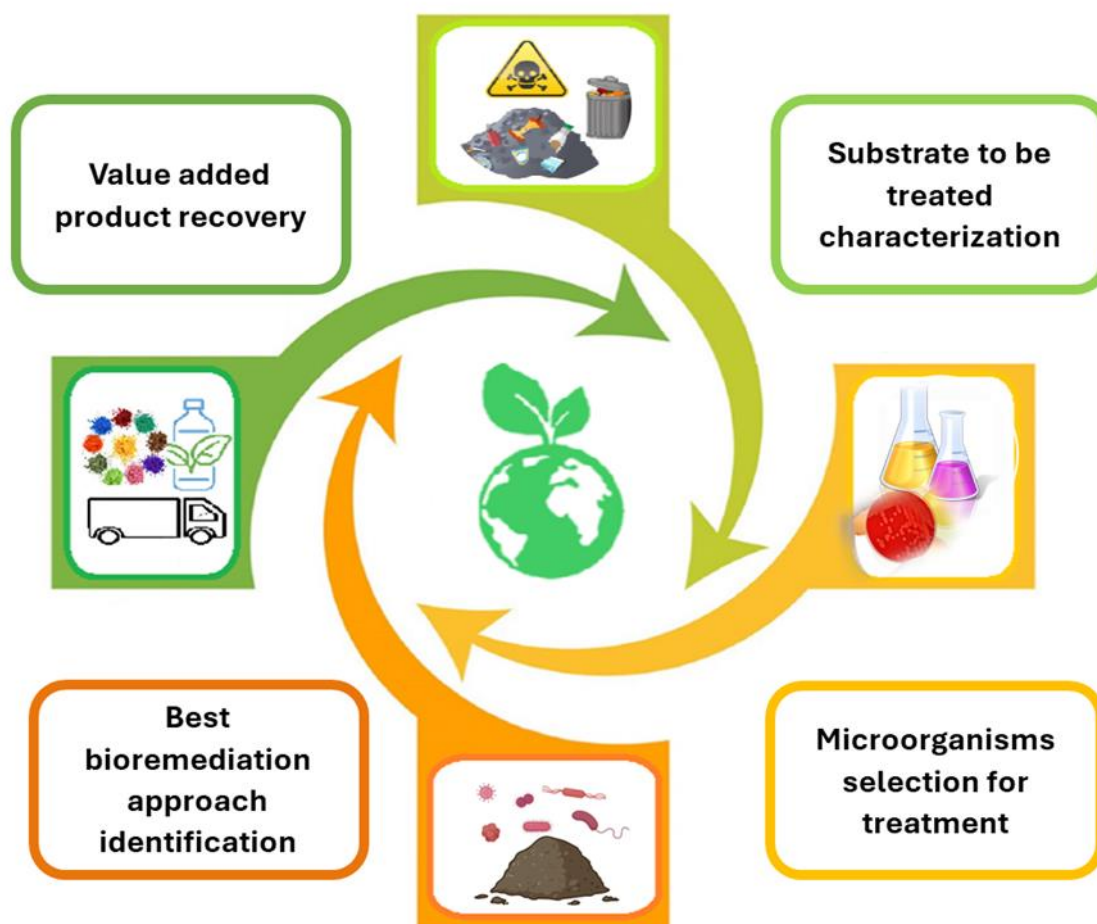 Value added
product recovery
Substrate to be
treated
characterization
Best
bioremediation
approach
identification
Microorganisms
selection for
treatment